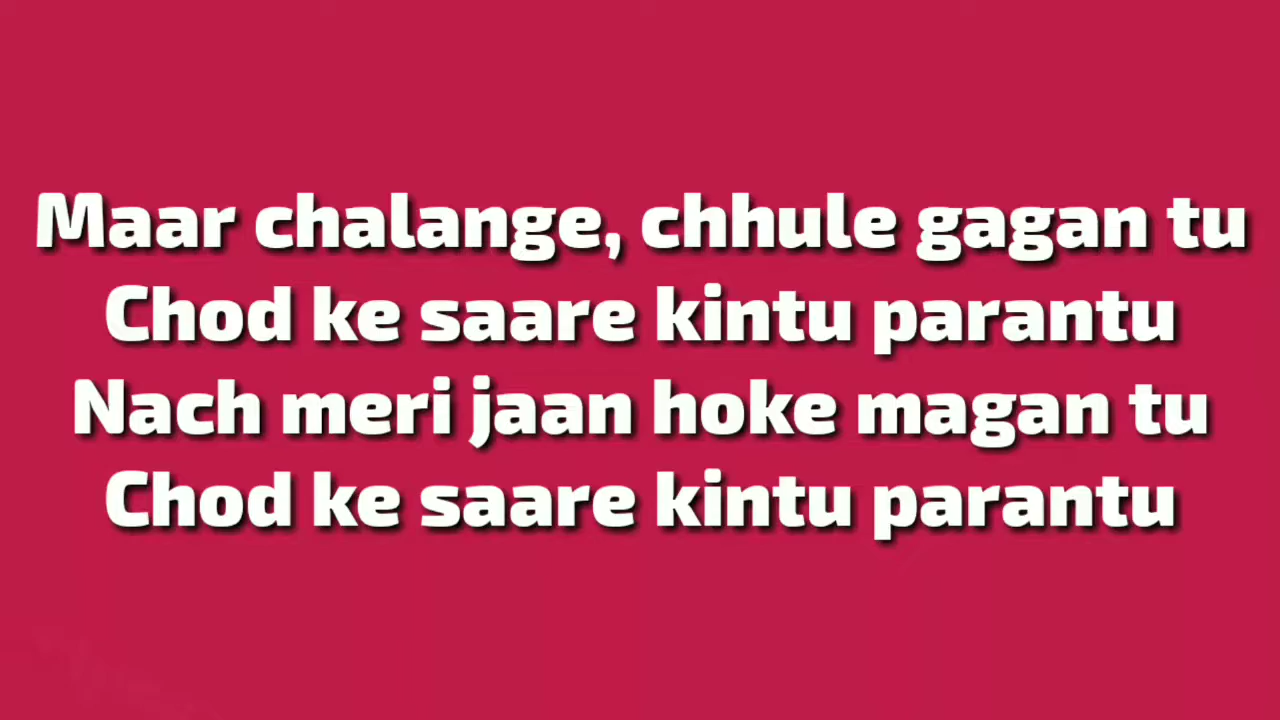 Maar chalange, chhule gagan tu
Chod ke saare kintu parantu
Nach meri jaan hoke magan tu
Chod ke saare kintu parantu